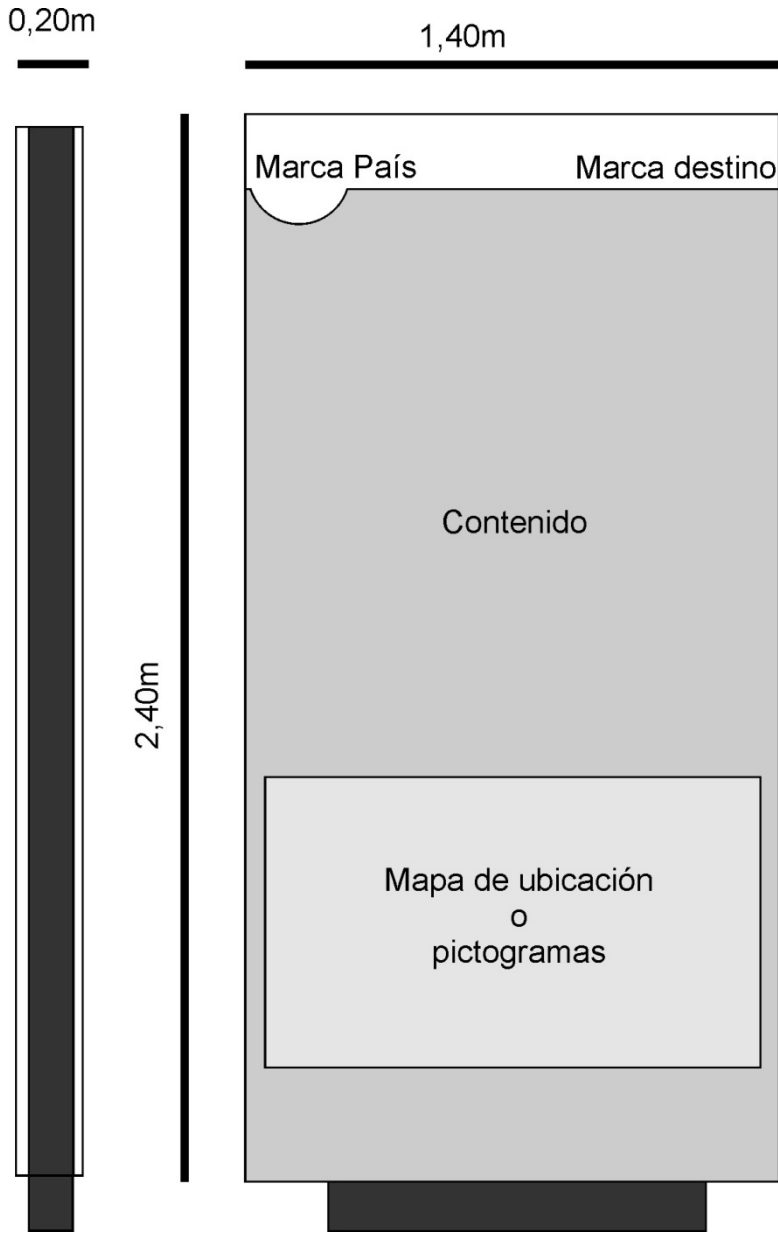 0,20m
1,40m
Marca País
Marca destino
Contenido
2,40m
Mapa de ubicación
o
pictogramas